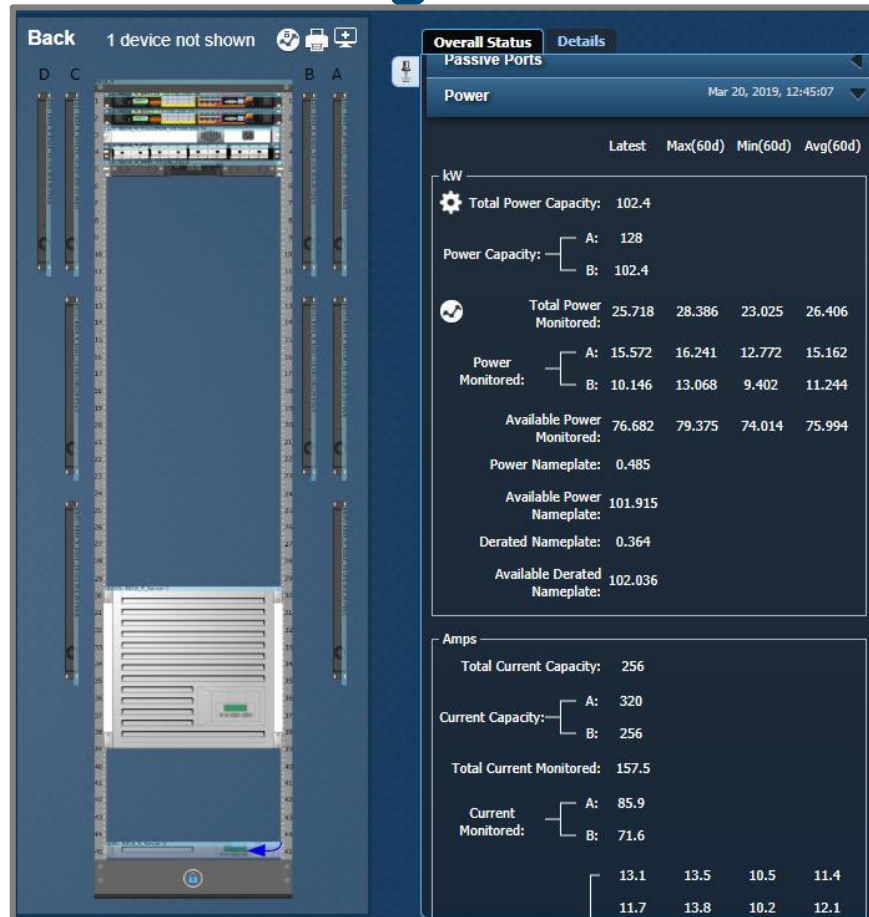 Back
1 device not shown
D C
B A
Overall Status
Details
Passive Ports
Power
Mar 20, 2019, 12:45:07
Latest Max(60d) Min(60d) Avg(60d)
kW
Total Power Capacity: 102.4
Power Capacity:
A: 128
B: 102.4
Total Power Monitored: 25.718 28.386 23.025 26.406
Power Monitored:
A: 15.572 16.241 12.772 15.162
B: 10.146 13.068 9.402 11.244
Available Power Monitored: 76.682 79.375 74.014 75.994
Power Nameplate: 0.485
Available Power Nameplate: 101.915
Derated Nameplate: 0.364
Available Derated Nameplate: 102.036
Amps
Total Current Capacity: 256
Current Capacity:
A: 320
B: 256
Total Current Monitored: 157.5
Current Monitored:
A: 85.9
B: 71.6
13.1 13.5 10.5 11.4
11.7 13.8 10.2 12.1